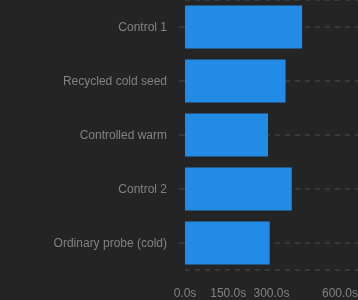 Control 1
Recycled cold seed
Controlled warm
Control 2
Ordinary probe (cold)
0.0s 150.0s 300.0s 600.0s